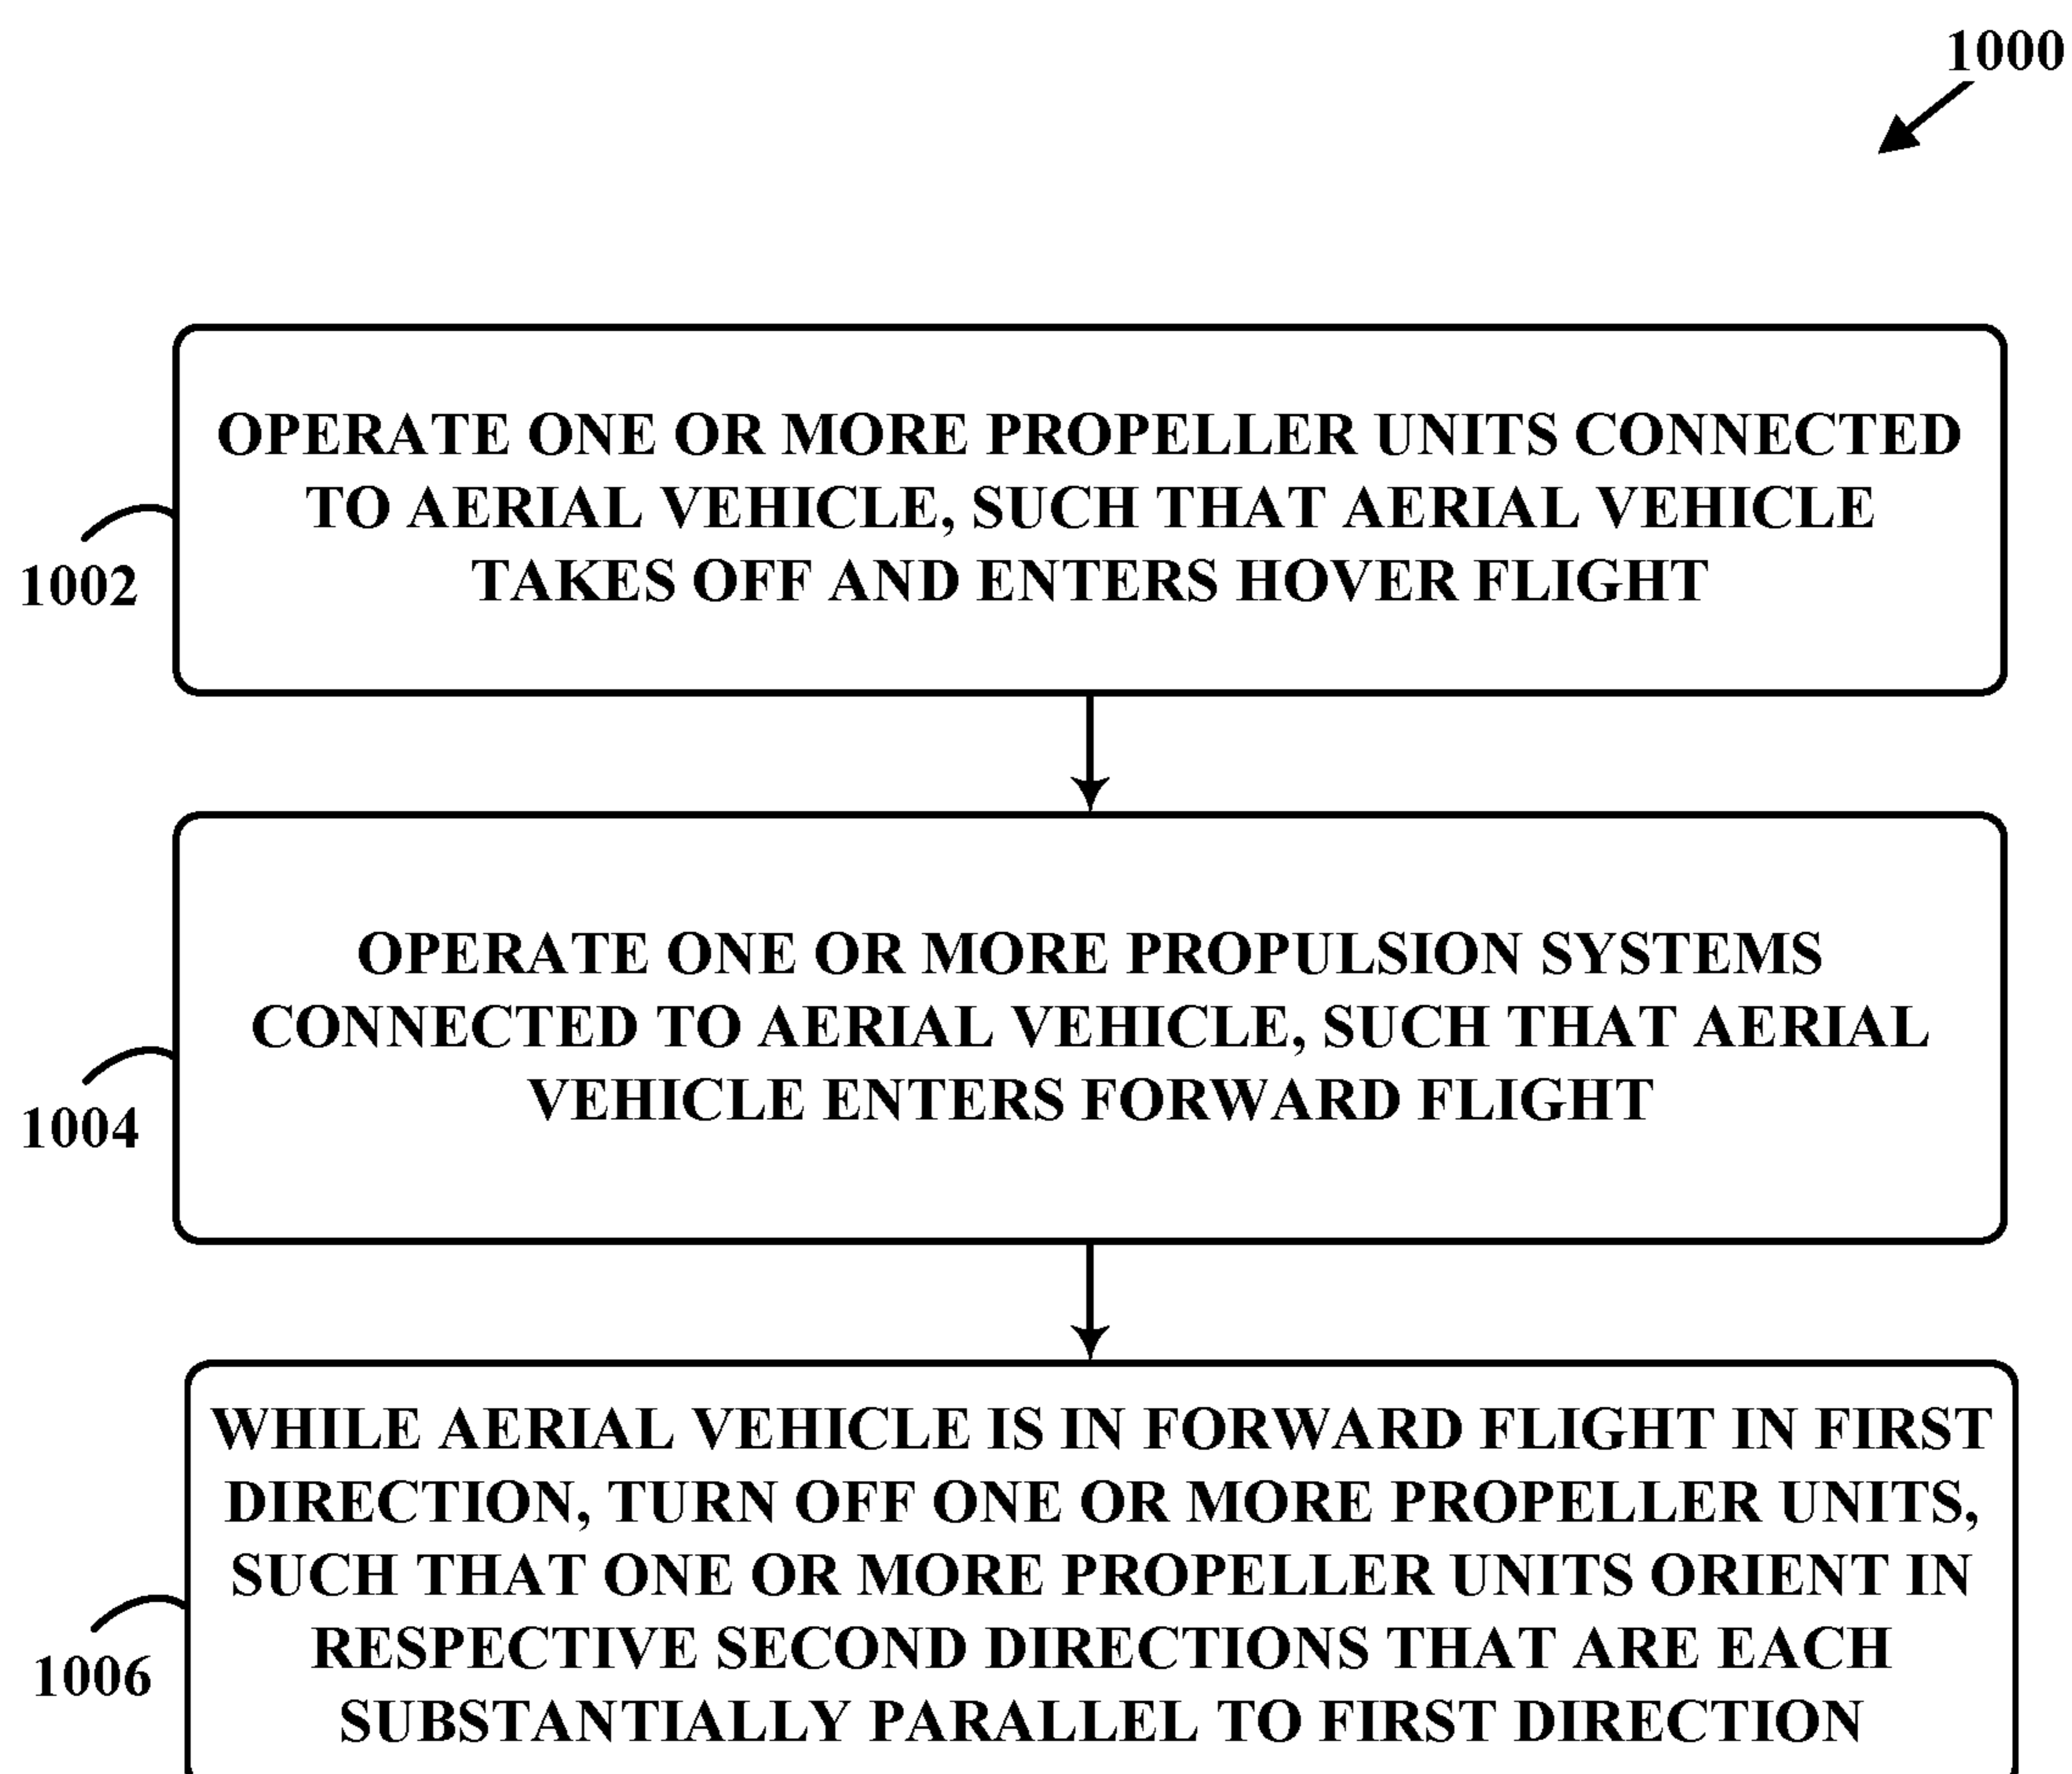 1000
OPERATE ONE OR MORE PROPELLER UNITS CONNECTED
TO AERIAL VEHICLE, SUCH THAT AERIAL VEHICLE
TAKES OFF AND ENTERS HOVER FLIGHT
1002
OPERATE ONE OR MORE PROPULSION SYSTEMS
CONNECTED TO AERIAL VEHICLE, SUCH THAT AERIAL
VEHICLE ENTERS FORWARD FLIGHT
1004
WHILE AERIAL VEHICLE IS IN FORWARD FLIGHT IN FIRST
DIRECTION, TURN OFF ONE OR MORE PROPELLER UNITS,
SUCH THAT ONE OR MORE PROPELLER UNITS ORIENT IN
RESPECTIVE SECOND DIRECTIONS THAT ARE EACH
SUBSTANTIALLY PARALLEL TO FIRST DIRECTION
1006